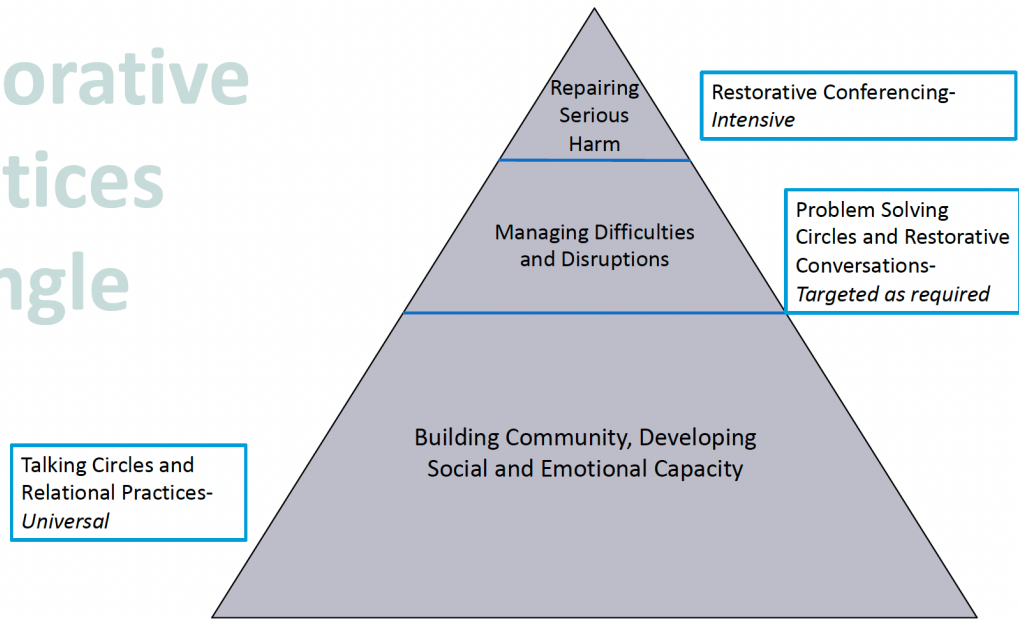 orative
tices
ngle
Repairing
Serious
Harm
Restorative Conferencing-
Intensive
Managing Difficulties
and Disruptions
Problem Solving
Circles and Restorative
Conversations-
Targeted as required
Building Community, Developing
Social and Emotional Capacity
Talking Circles and
Relational Practices-
Universal